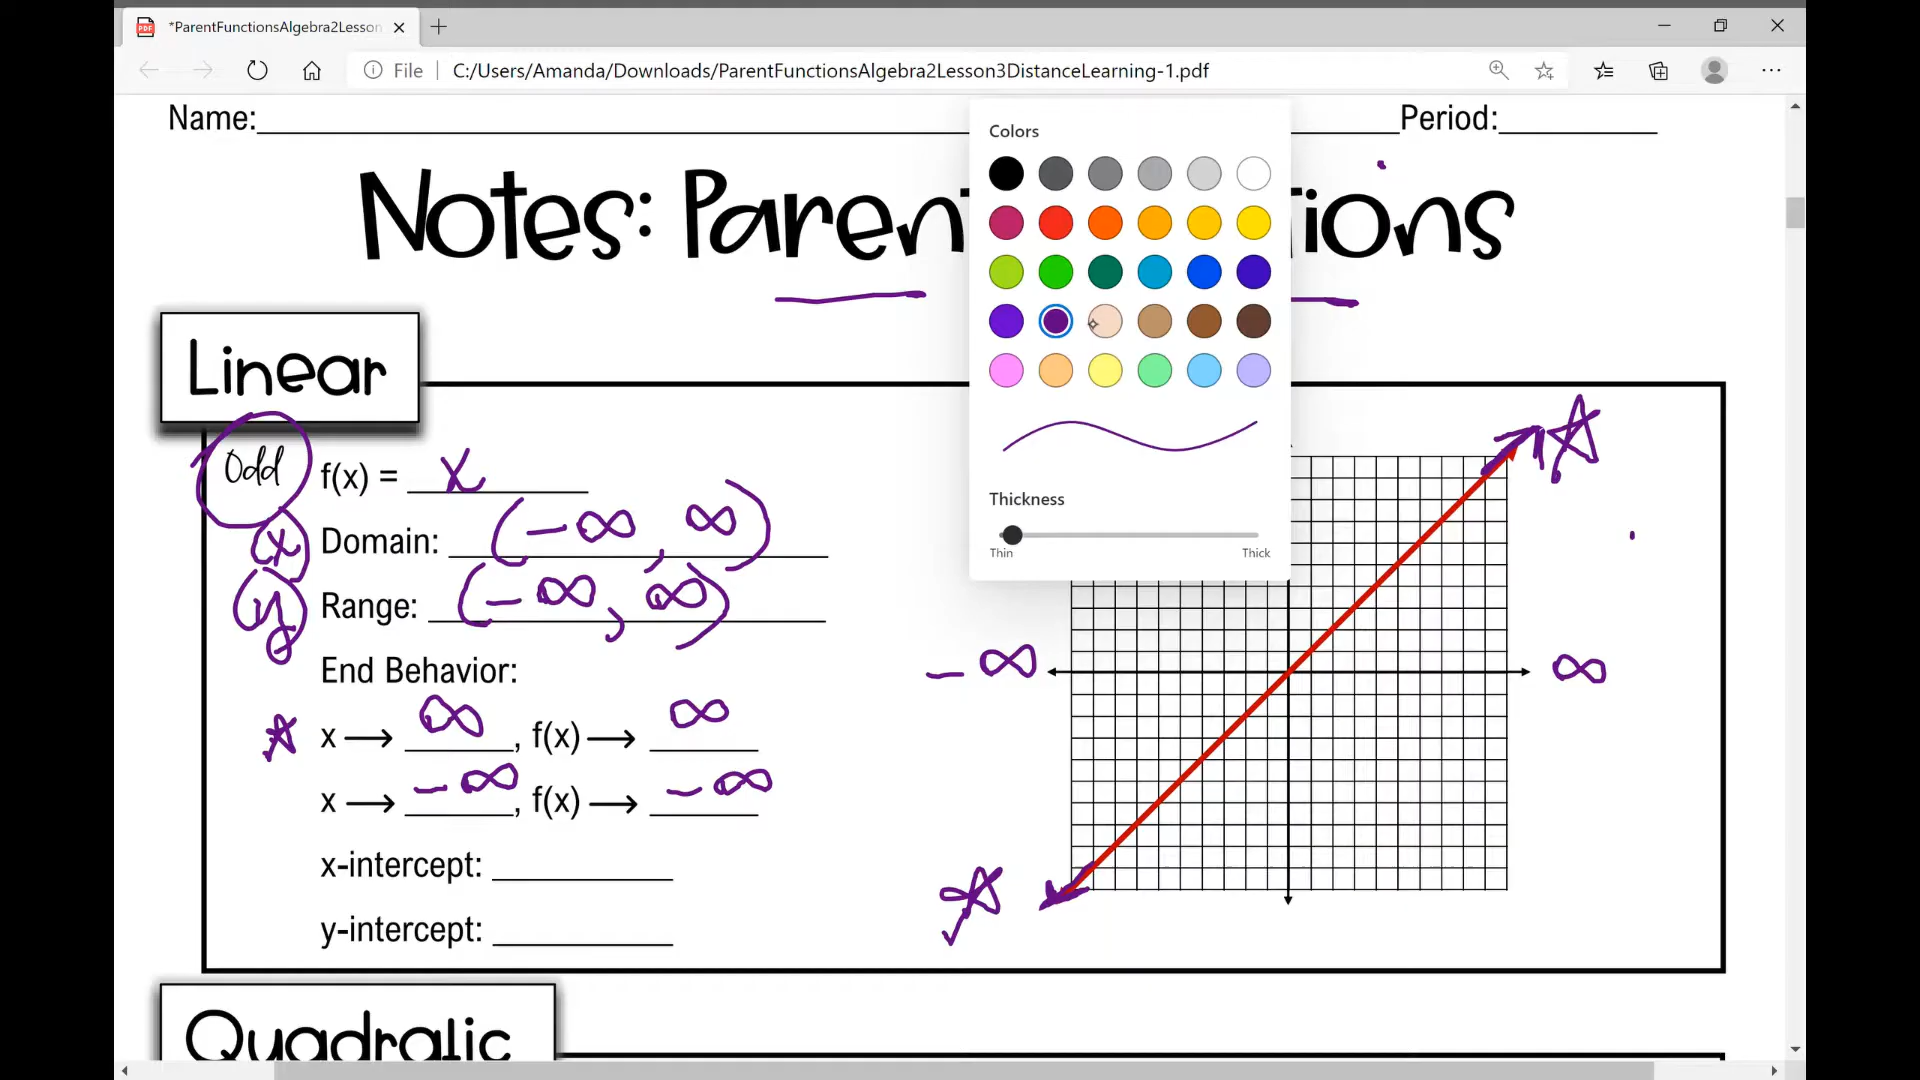 *ParentFunctionsAlgebra2Lesson
File C:/Users/Amanda/Downloads/ParentFunctionsAlgebra2Lesson3DistanceLearning-1.pdf
Name: Period:
Notes: Paren tions
Colors
Thickness
Thin Thick
Linear
Odd f(x) = x
(x) Domain: (-∞, ∞)
(y) Range: (-∞, ∞)
End Behavior:
x → ∞, f(x) → ∞
x → -∞, f(x) → -∞
x-intercept:
y-intercept:
-∞ ∞
Quadratic